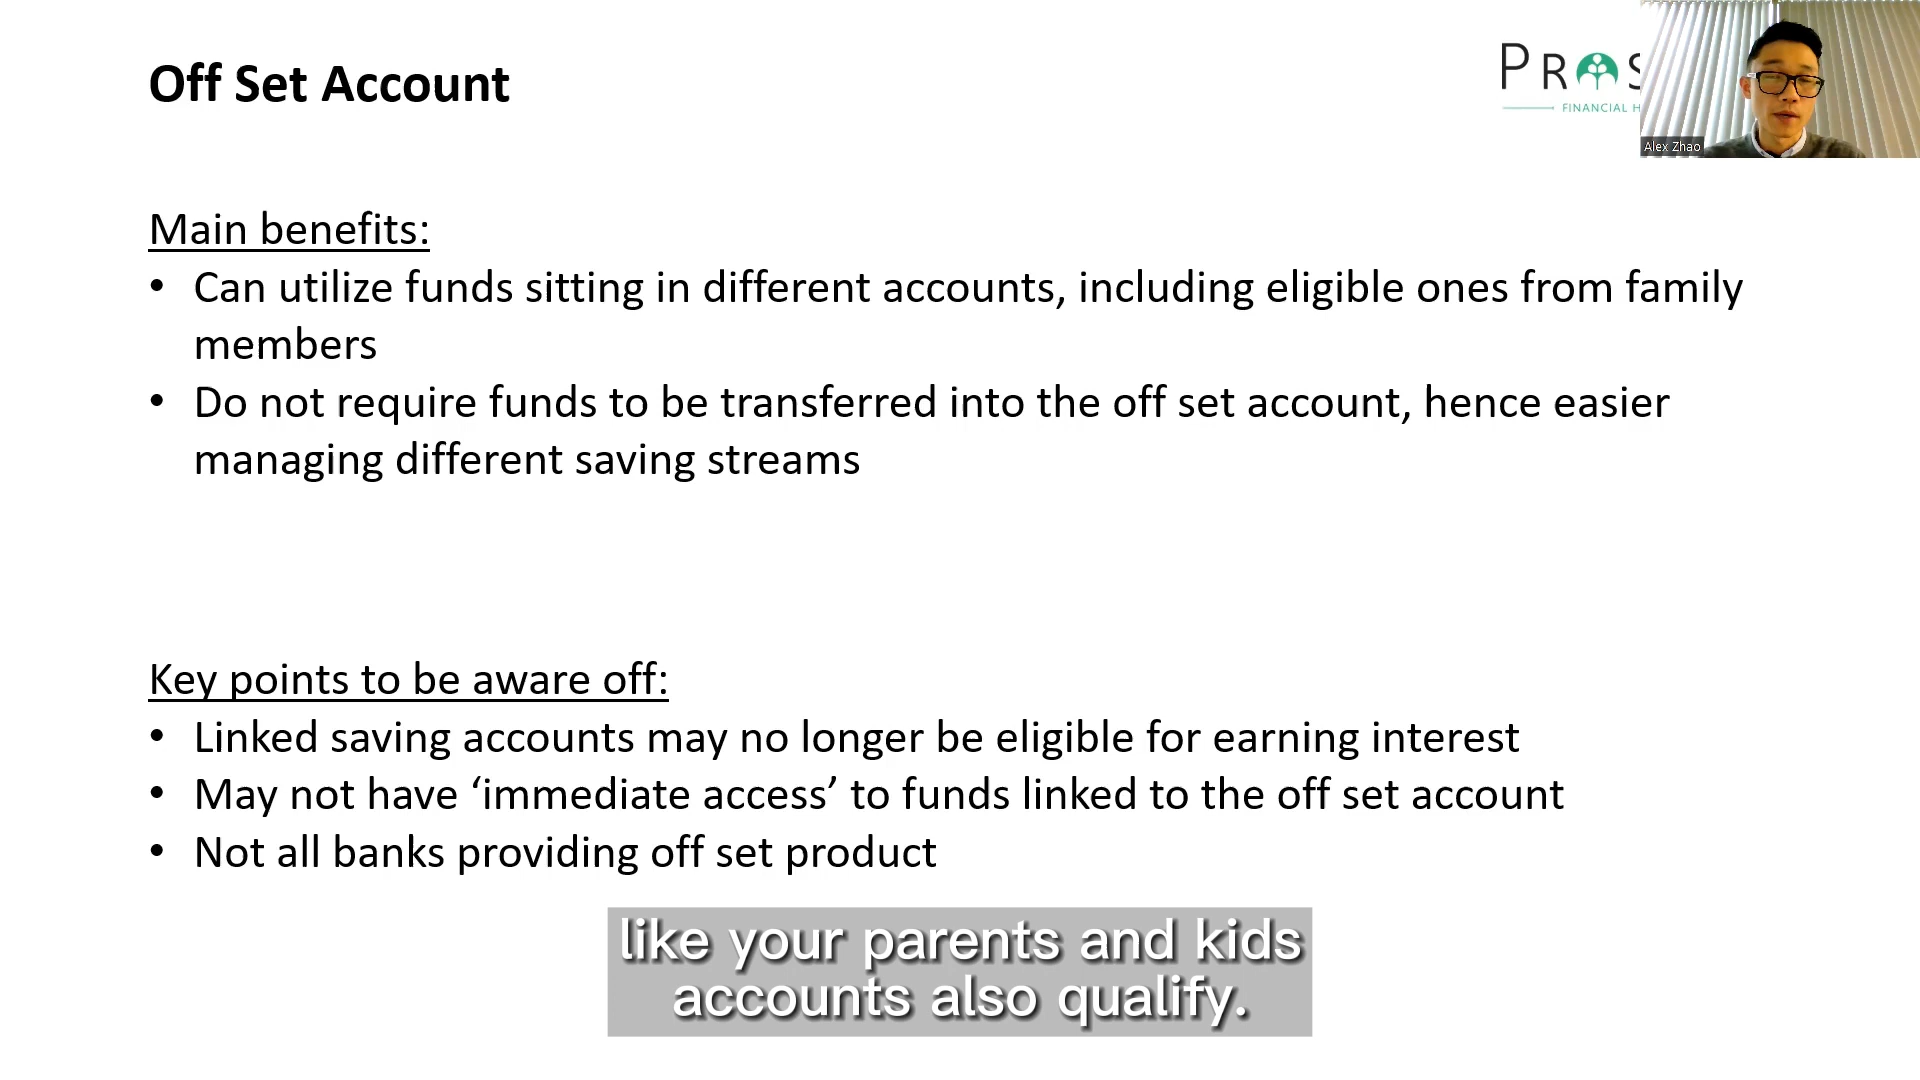 Off Set Account
PROS
FINANCIAL H
Alex Zhao
Main benefits:
• Can utilize funds sitting in different accounts, including eligible ones from family
members
• Do not require funds to be transferred into the off set account, hence easier
managing different saving streams
Key points to be aware off:
• Linked saving accounts may no longer be eligible for earning interest
• May not have ‘immediate access’ to funds linked to the off set account
• Not all banks providing off set product
like your parents and kids
accounts also qualify.